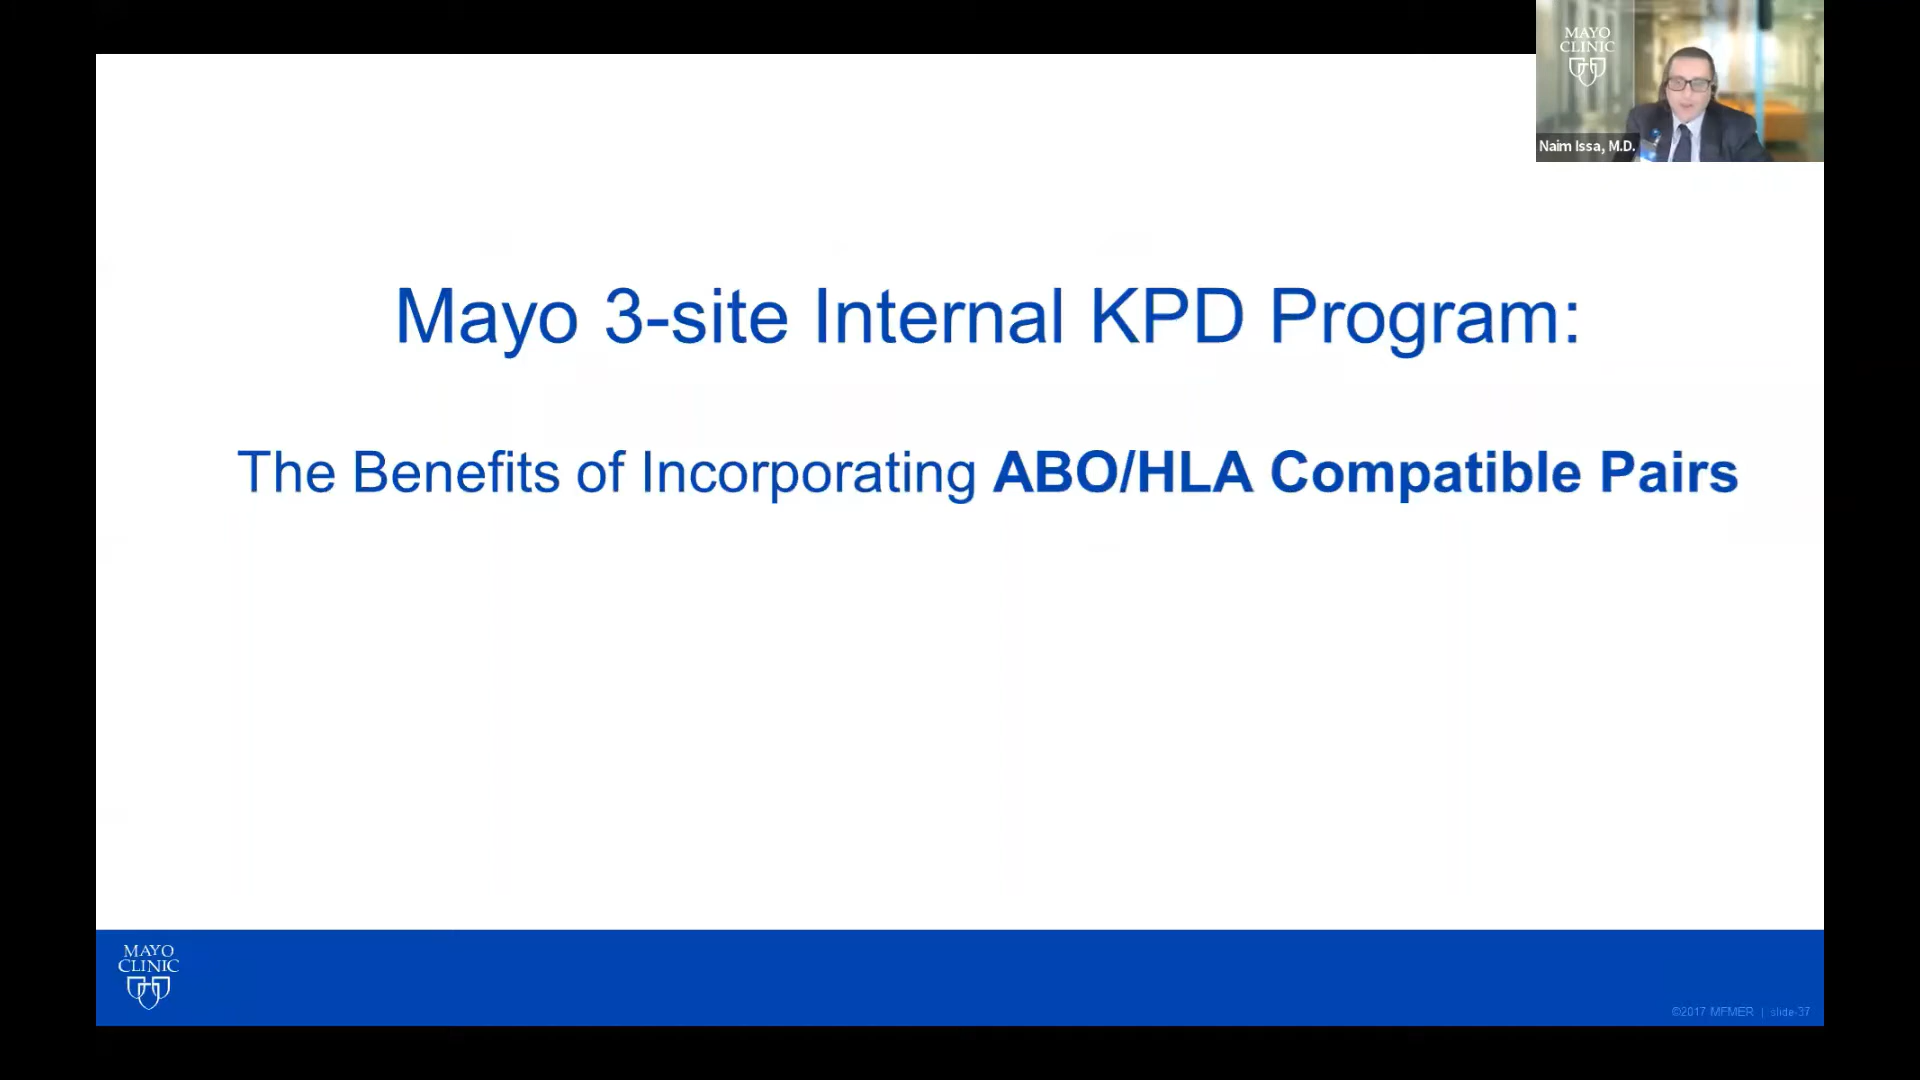 MAYO
CLINIC
Naim Issa, M.D.
Mayo 3-site Internal KPD Program:
The Benefits of Incorporating ABO/HLA Compatible Pairs
MAYO
CLINIC
©2017 MFMER | slide-37